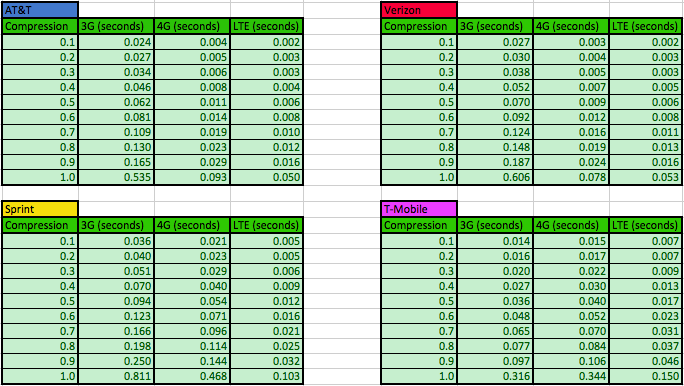 AT&T
Compression 3G (seconds) 4G (seconds) LTE (seconds)
0.1 0.024 0.004 0.002
0.2 0.027 0.005 0.003
0.3 0.034 0.006 0.003
0.4 0.046 0.008 0.004
0.5 0.062 0.011 0.006
0.6 0.081 0.014 0.008
0.7 0.109 0.019 0.010
0.8 0.130 0.023 0.012
0.9 0.165 0.029 0.016
1.0 0.535 0.093 0.050
Verizon
Compression 3G (seconds) 4G (seconds) LTE (seconds)
0.1 0.027 0.003 0.002
0.2 0.030 0.004 0.003
0.3 0.038 0.005 0.003
0.4 0.052 0.007 0.005
0.5 0.070 0.009 0.006
0.6 0.092 0.012 0.008
0.7 0.124 0.016 0.011
0.8 0.148 0.019 0.013
0.9 0.187 0.024 0.016
1.0 0.606 0.078 0.053
Sprint
Compression 3G (seconds) 4G (seconds) LTE (seconds)
0.1 0.036 0.021 0.005
0.2 0.040 0.023 0.005
0.3 0.051 0.029 0.006
0.4 0.070 0.040 0.009
0.5 0.094 0.054 0.012
0.6 0.123 0.071 0.016
0.7 0.166 0.096 0.021
0.8 0.198 0.114 0.025
0.9 0.250 0.144 0.032
1.0 0.811 0.468 0.103
T-Mobile
Compression 3G (seconds) 4G (seconds) LTE (seconds)
0.1 0.014 0.015 0.007
0.2 0.016 0.017 0.007
0.3 0.020 0.022 0.009
0.4 0.027 0.030 0.013
0.5 0.036 0.040 0.017
0.6 0.048 0.052 0.023
0.7 0.065 0.070 0.031
0.8 0.077 0.084 0.037
0.9 0.097 0.106 0.046
1.0 0.316 0.344 0.150